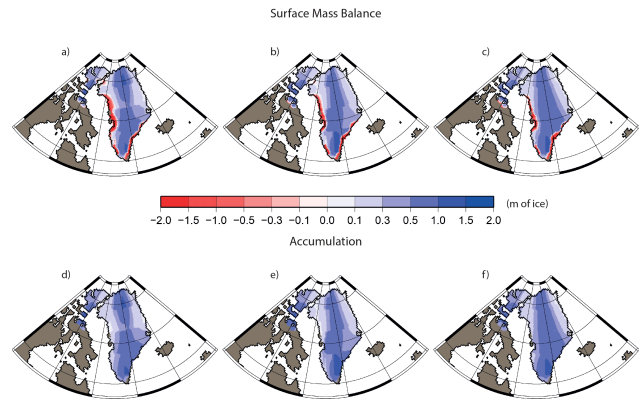 Surface Mass Balance
a)
b)
c)
(m of ice)
−2.0 −1.5 −1.0 −0.5 −0.3 −0.1 0.0 0.1 0.3 0.5 1.0 1.5 2.0
Accumulation
d)
e)
f)